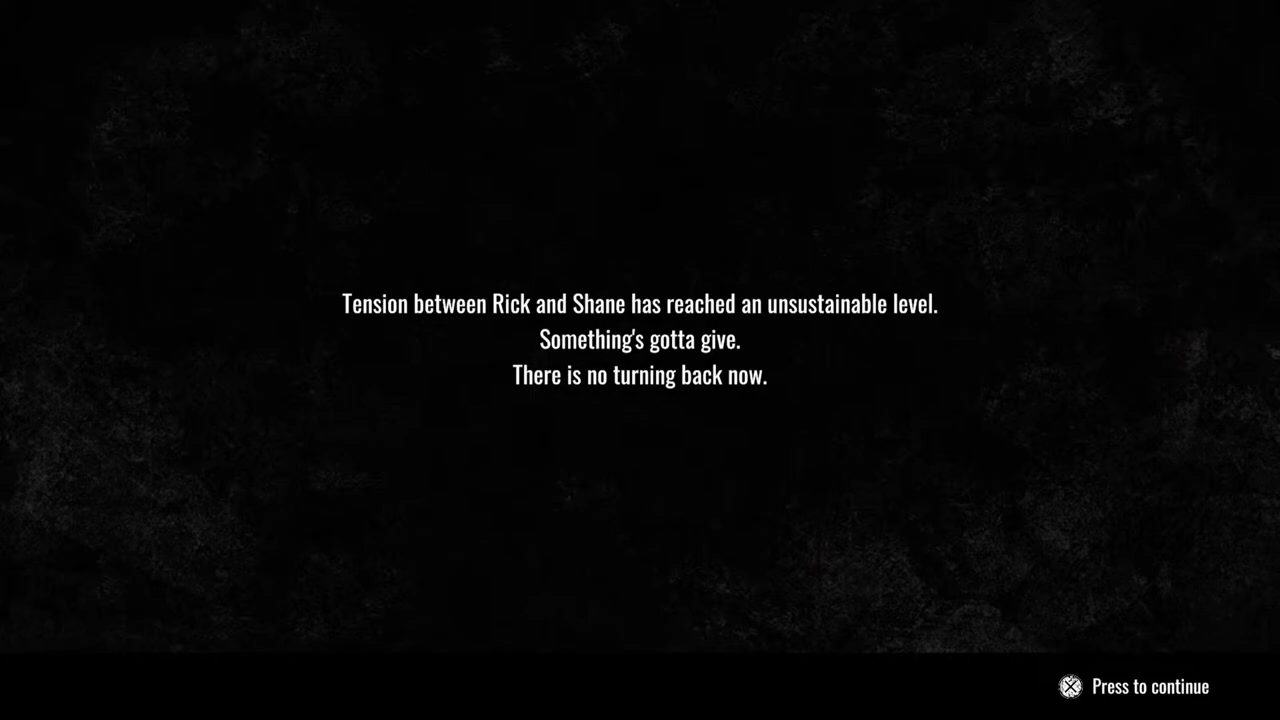 Tension between Rick and Shane has reached an unsustainable level.
Something's gotta give.
There is no turning back now.
Press to continue